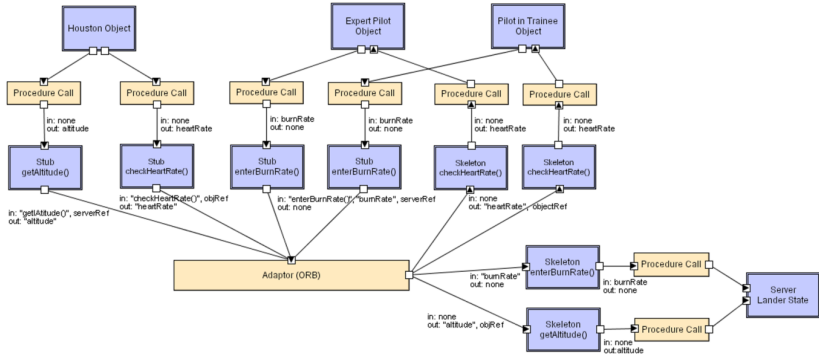 Houston Object
Expert Pilot
Object
Pilot in Trainee
Object
Procedure Call
Procedure Call
Procedure Call
Procedure Call
Procedure Call
Procedure Call
in: none
out: altitude
in: none
out: heartRate
in: burnRate
out: none
in: burnRate
out: none
in: none
out: heartRate
in: none
out: heartRate
Stub
getAltitude()
Stub
checkHeartRate()
Stub
enterBurnRate()
Stub
enterBurnRate()
Skeleton
checkHeartRate()
Skeleton
checkHeartRate()
in: "getlAtitude()", serverRef
out: "altitude"
in: "checkHeartRate()", objRef
out: "heartRate"
in: "enterBurnRate()", "burnRate", serverRef
out: none
in: none
out: "heartRate", objectRef
Adaptor (ORB)
in: "burnRate"
out: none
Skeleton
enterBurnRate()
in: burnRate
out: none
Procedure Call
Server
Lander State
in: none
out: "altitude", objRef
Skeleton
getAltitude()
in: none
out:altitude
Procedure Call